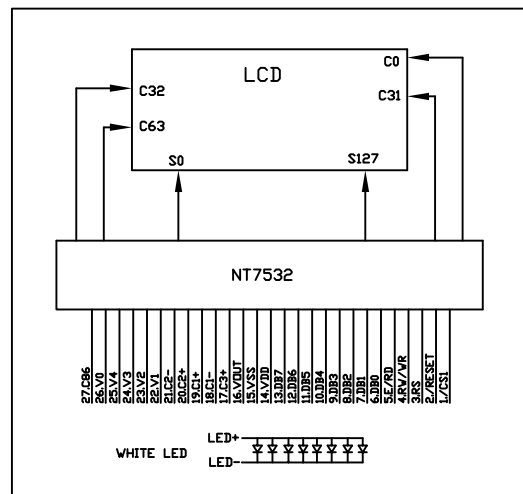 LCD
C0
C32
C31
C63
S0
S127
NT7532
27.C86
26.V0
25.V4
24.V3
23.V2
22.V1
21.C2-
20.C2+
19.C1+
18.C1-
17.C3+
16.VOUT
15.VSS
14.VDD
13.DB7
12.DB6
11.DB5
10.DB4
9.DB3
8.DB2
7.DB1
6.DB0
5.E/RD
4.RW/WR
3.RS
2./RESET
1./CS1
LED+
WHITE LED
LED-